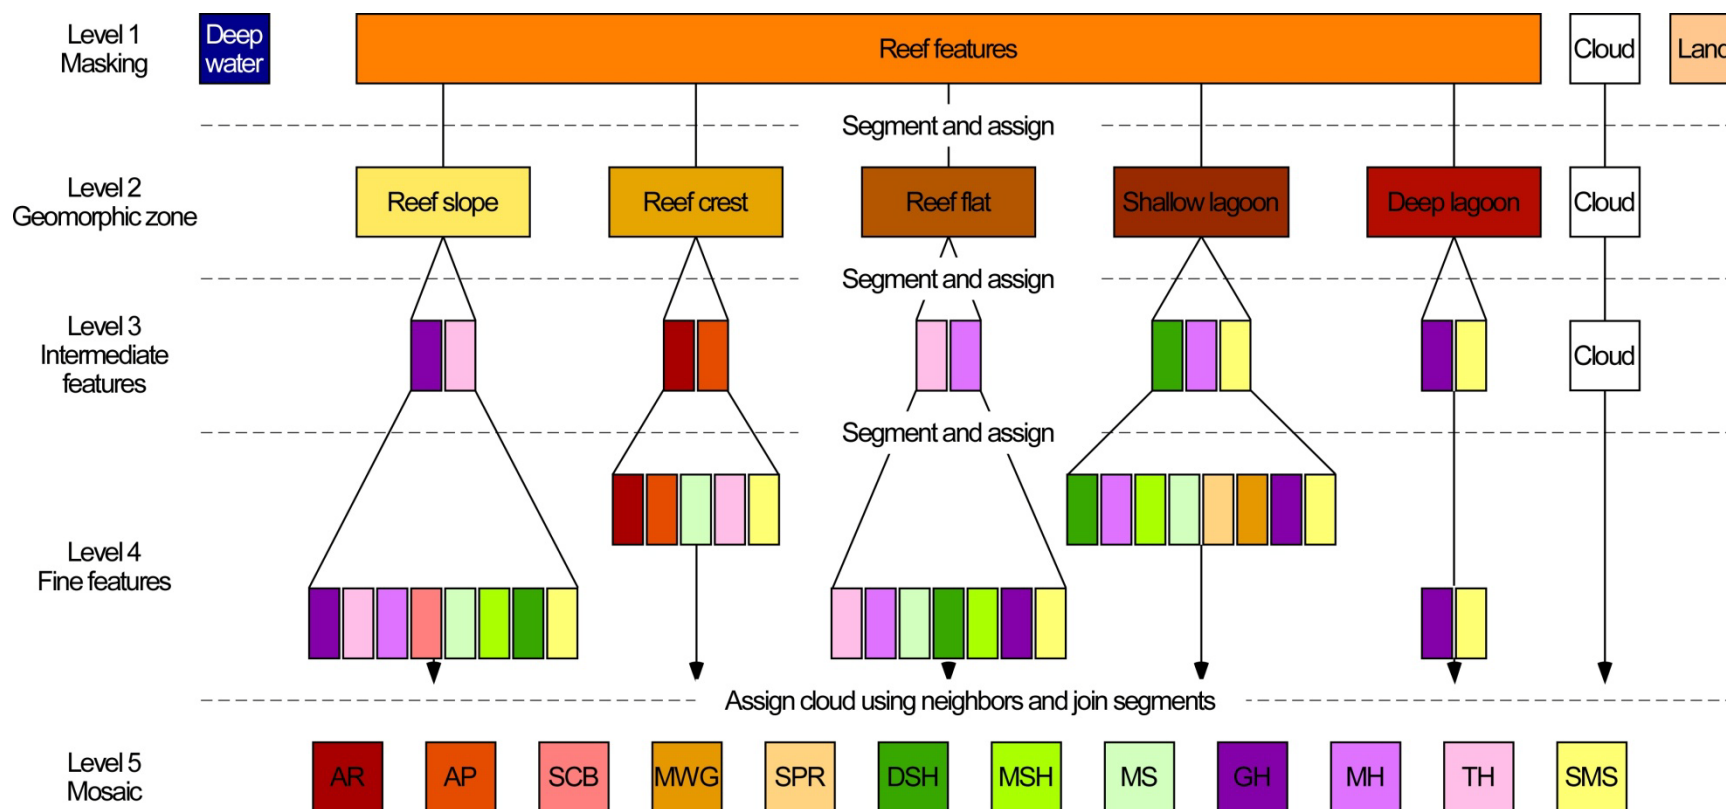 Level 1
Masking
Deep
water
Reef features
Cloud
Land
Segment and assign
Level 2
Geomorphic zone
Reef slope
Reef crest
Reef flat
Shallow lagoon
Deep lagoon
Cloud
Segment and assign
Level 3
Intermediate
features
Cloud
Segment and assign
Level 4
Fine features
Assign cloud using neighbors and join segments
Level 5
Mosaic
AR
AP
SCB
MWG
SPR
DSH
MSH
MS
GH
MH
TH
SMS